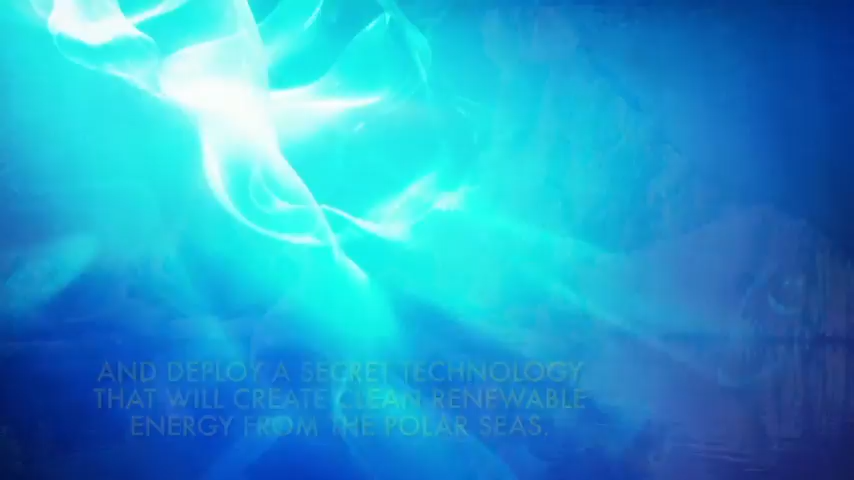 AND DEPLOY A SECRET TECHNOLOGY
THAT WILL CREATE CLEAN RENEWABLE
ENERGY FROM THE POLAR SEAS.